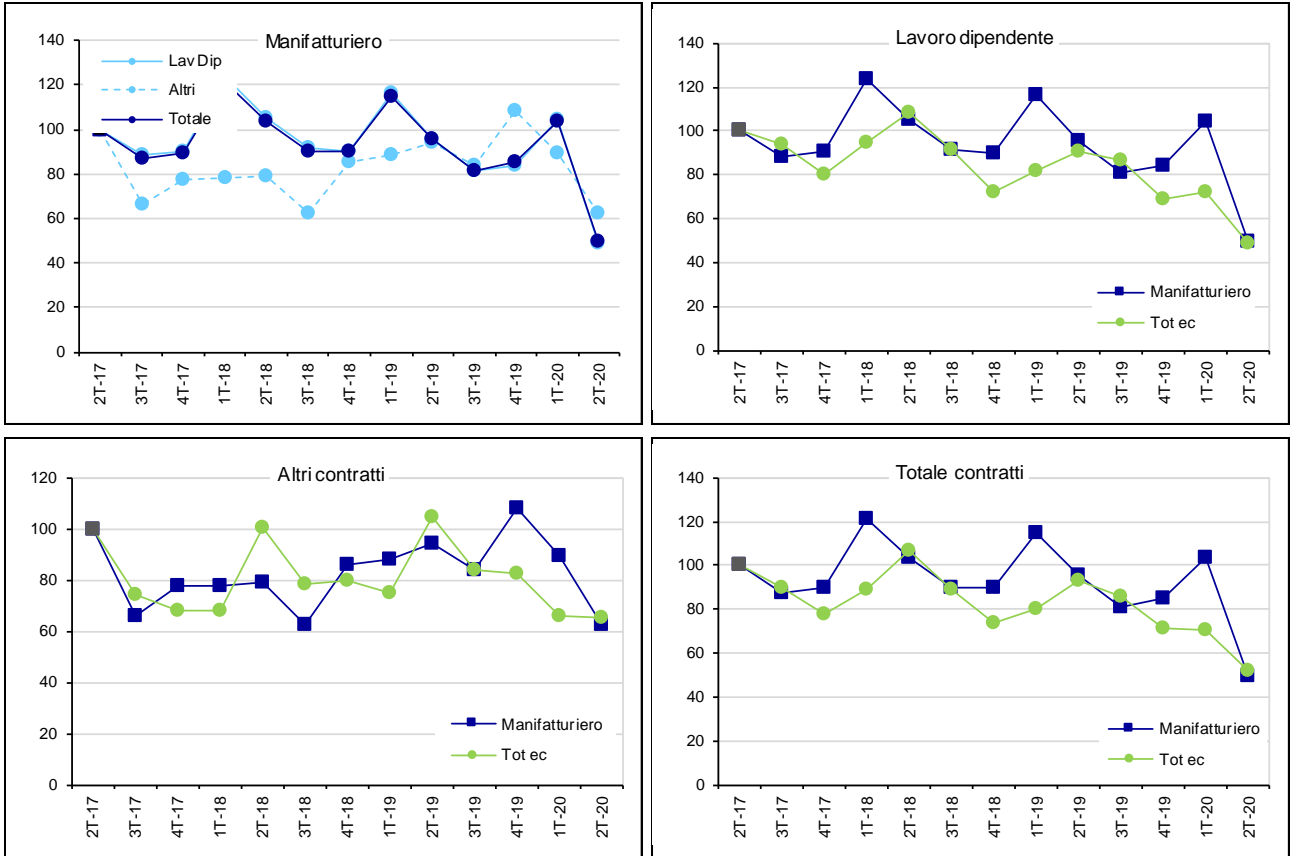 Manifatturiero
Lav Dip
Altri
Totale
140
120
100
80
60
40
20
0
2T-17
3T-17
4T-17
1T-18
2T-18
3T-18
4T-18
1T-19
2T-19
3T-19
4T-19
1T-20
2T-20
Lavoro dipendente
140
120
100
80
60
40
20
0
Manifatturiero
Tot ec
2T-17
3T-17
4T-17
1T-18
2T-18
3T-18
4T-18
1T-19
2T-19
3T-19
4T-19
1T-20
2T-20
Altri contratti
120
100
80
60
40
20
0
Manifatturiero
Tot ec
2T-17
3T-17
4T-17
1T-18
2T-18
3T-18
4T-18
1T-19
2T-19
3T-19
4T-19
1T-20
2T-20
Totale contratti
140
120
100
80
60
40
20
0
Manifatturiero
Tot ec
2T-17
3T-17
4T-17
1T-18
2T-18
3T-18
4T-18
1T-19
2T-19
3T-19
4T-19
1T-20
2T-20